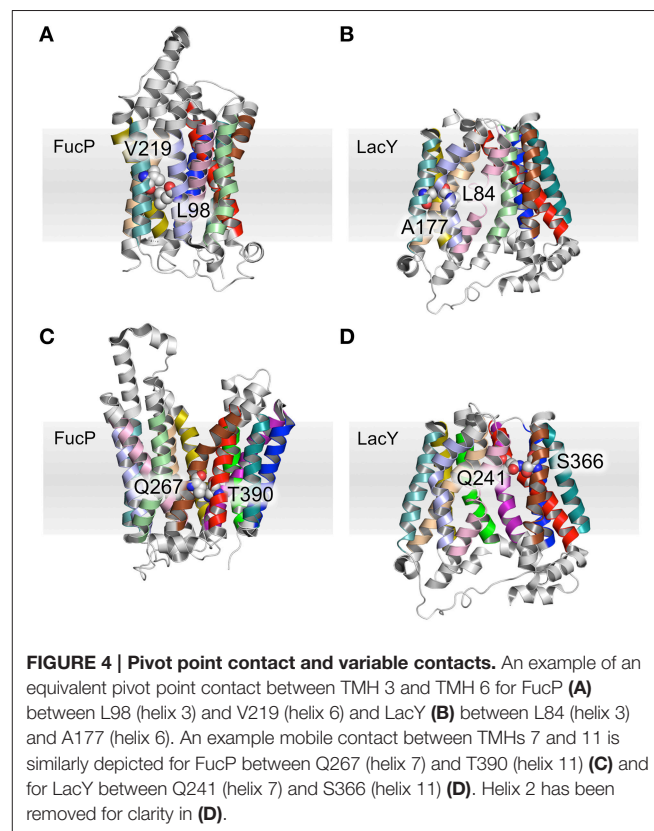 A
B
FucP
V219
L98
LacY
L84
A177
C
D
FucP
Q267
T390
LacY
Q241
S366
FIGURE 4 | Pivot point contact and variable contacts. An example of an
equivalent pivot point contact between TMH 3 and TMH 6 for FucP (A)
between L98 (helix 3) and V219 (helix 6) and LacY (B) between L84 (helix 3)
and A177 (helix 6). An example mobile contact between TMHs 7 and 11 is
similarly depicted for FucP between Q267 (helix 7) and T390 (helix 11) (C) and
for LacY between Q241 (helix 7) and S366 (helix 11) (D). Helix 2 has been
removed for clarity in (D).